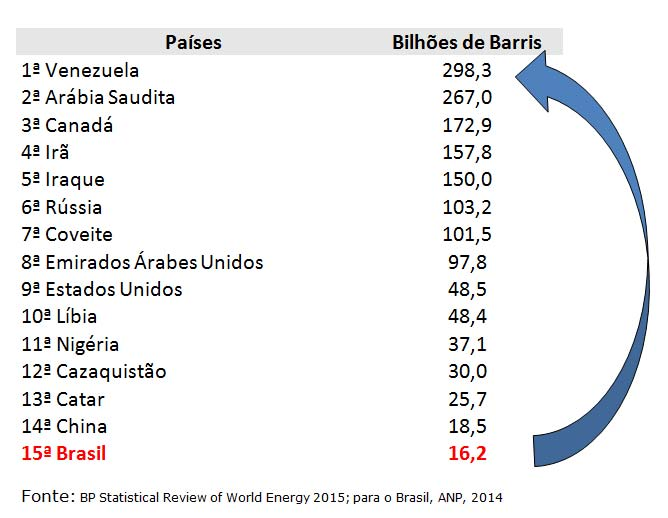 Países Bilhões de Barris
1ª Venezuela 298,3
2ª Arábia Saudita 267,0
3ª Canadá 172,9
4ª Irã 157,8
5ª Iraque 150,0
6ª Rússia 103,2
7ª Coveite 101,5
8ª Emirados Árabes Unidos 97,8
9ª Estados Unidos 48,5
10ª Líbia 48,4
11ª Nigéria 37,1
12ª Cazaquistão 30,0
13ª Catar 25,7
14ª China 18,5
15ª Brasil 16,2
Fonte: BP Statistical Review of World Energy 2015; para o Brasil, ANP, 2014